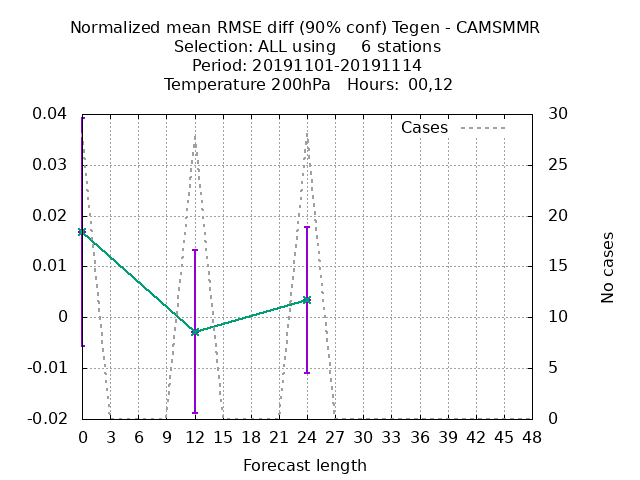 Normalized mean RMSE diff (90% conf) Tegen - CAMSMMR
Selection: ALL using 6 stations
Period: 20191101-20191114
Temperature 200hPa Hours: 00,12
Cases
0.04
0.03
0.02
0.01
0
-0.01
-0.02
30
25
20
15
10
5
0
No cases
0 3 6 9 12 15 18 21 24 27 30 33 36 39 42 45 48
Forecast length